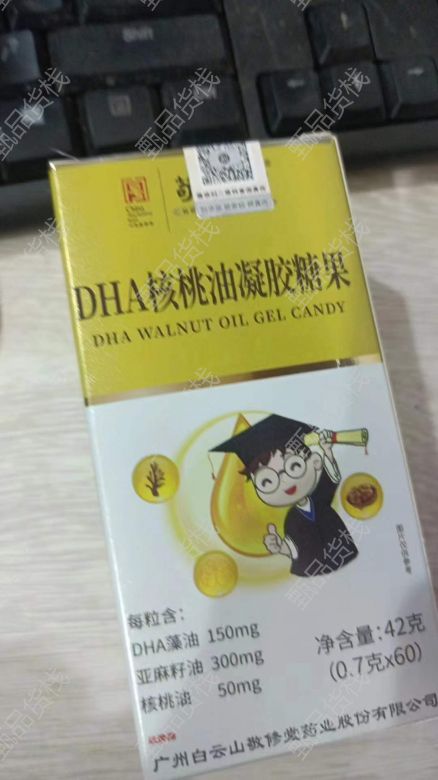 Shift
DHA核桃油凝胶糖果
DHA WALNUT OIL GEL CANDY
每粒含：
DHA藻油 150mg
亚麻籽油 300mg
核桃油 50mg
净含量: 42克
(0.7克x60)
广州白云山敬修堂药业股份有限公司
甄品货栈